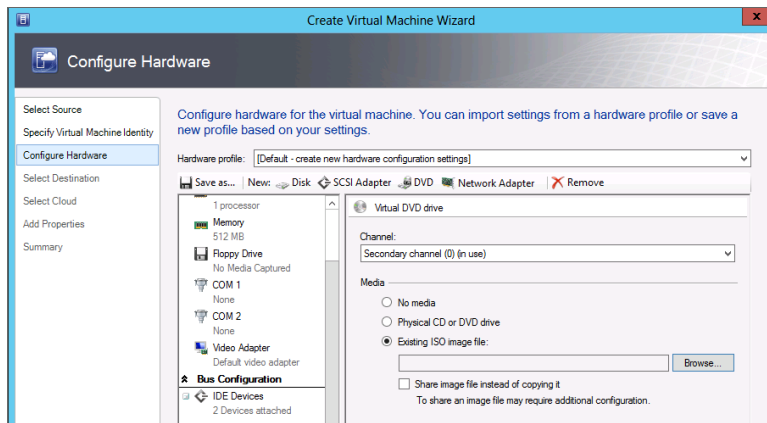 Create Virtual Machine Wizard
x
Configure Hardware
Select Source
Specify Virtual Machine Identity
Configure Hardware
Select Destination
Select Cloud
Add Properties
Summary
Configure hardware for the virtual machine. You can import settings from a hardware profile or save a
new profile based on your settings.
Hardware profile: [Default - create new hardware configuration settings]
Save as... New: Disk SCSI Adapter DVD Network Adapter Remove
1 processor
Memory
512 MB
Floppy Drive
No Media Captured
COM 1
None
COM 2
None
Video Adapter
Default video adapter
Bus Configuration
IDE Devices
2 Devices attached
Virtual DVD drive
Channel:
Secondary channel (0) (in use)
Media
No media
Physical CD or DVD drive
Existing ISO image file:
Browse...
Share image file instead of copying it
To share an image file may require additional configuration.